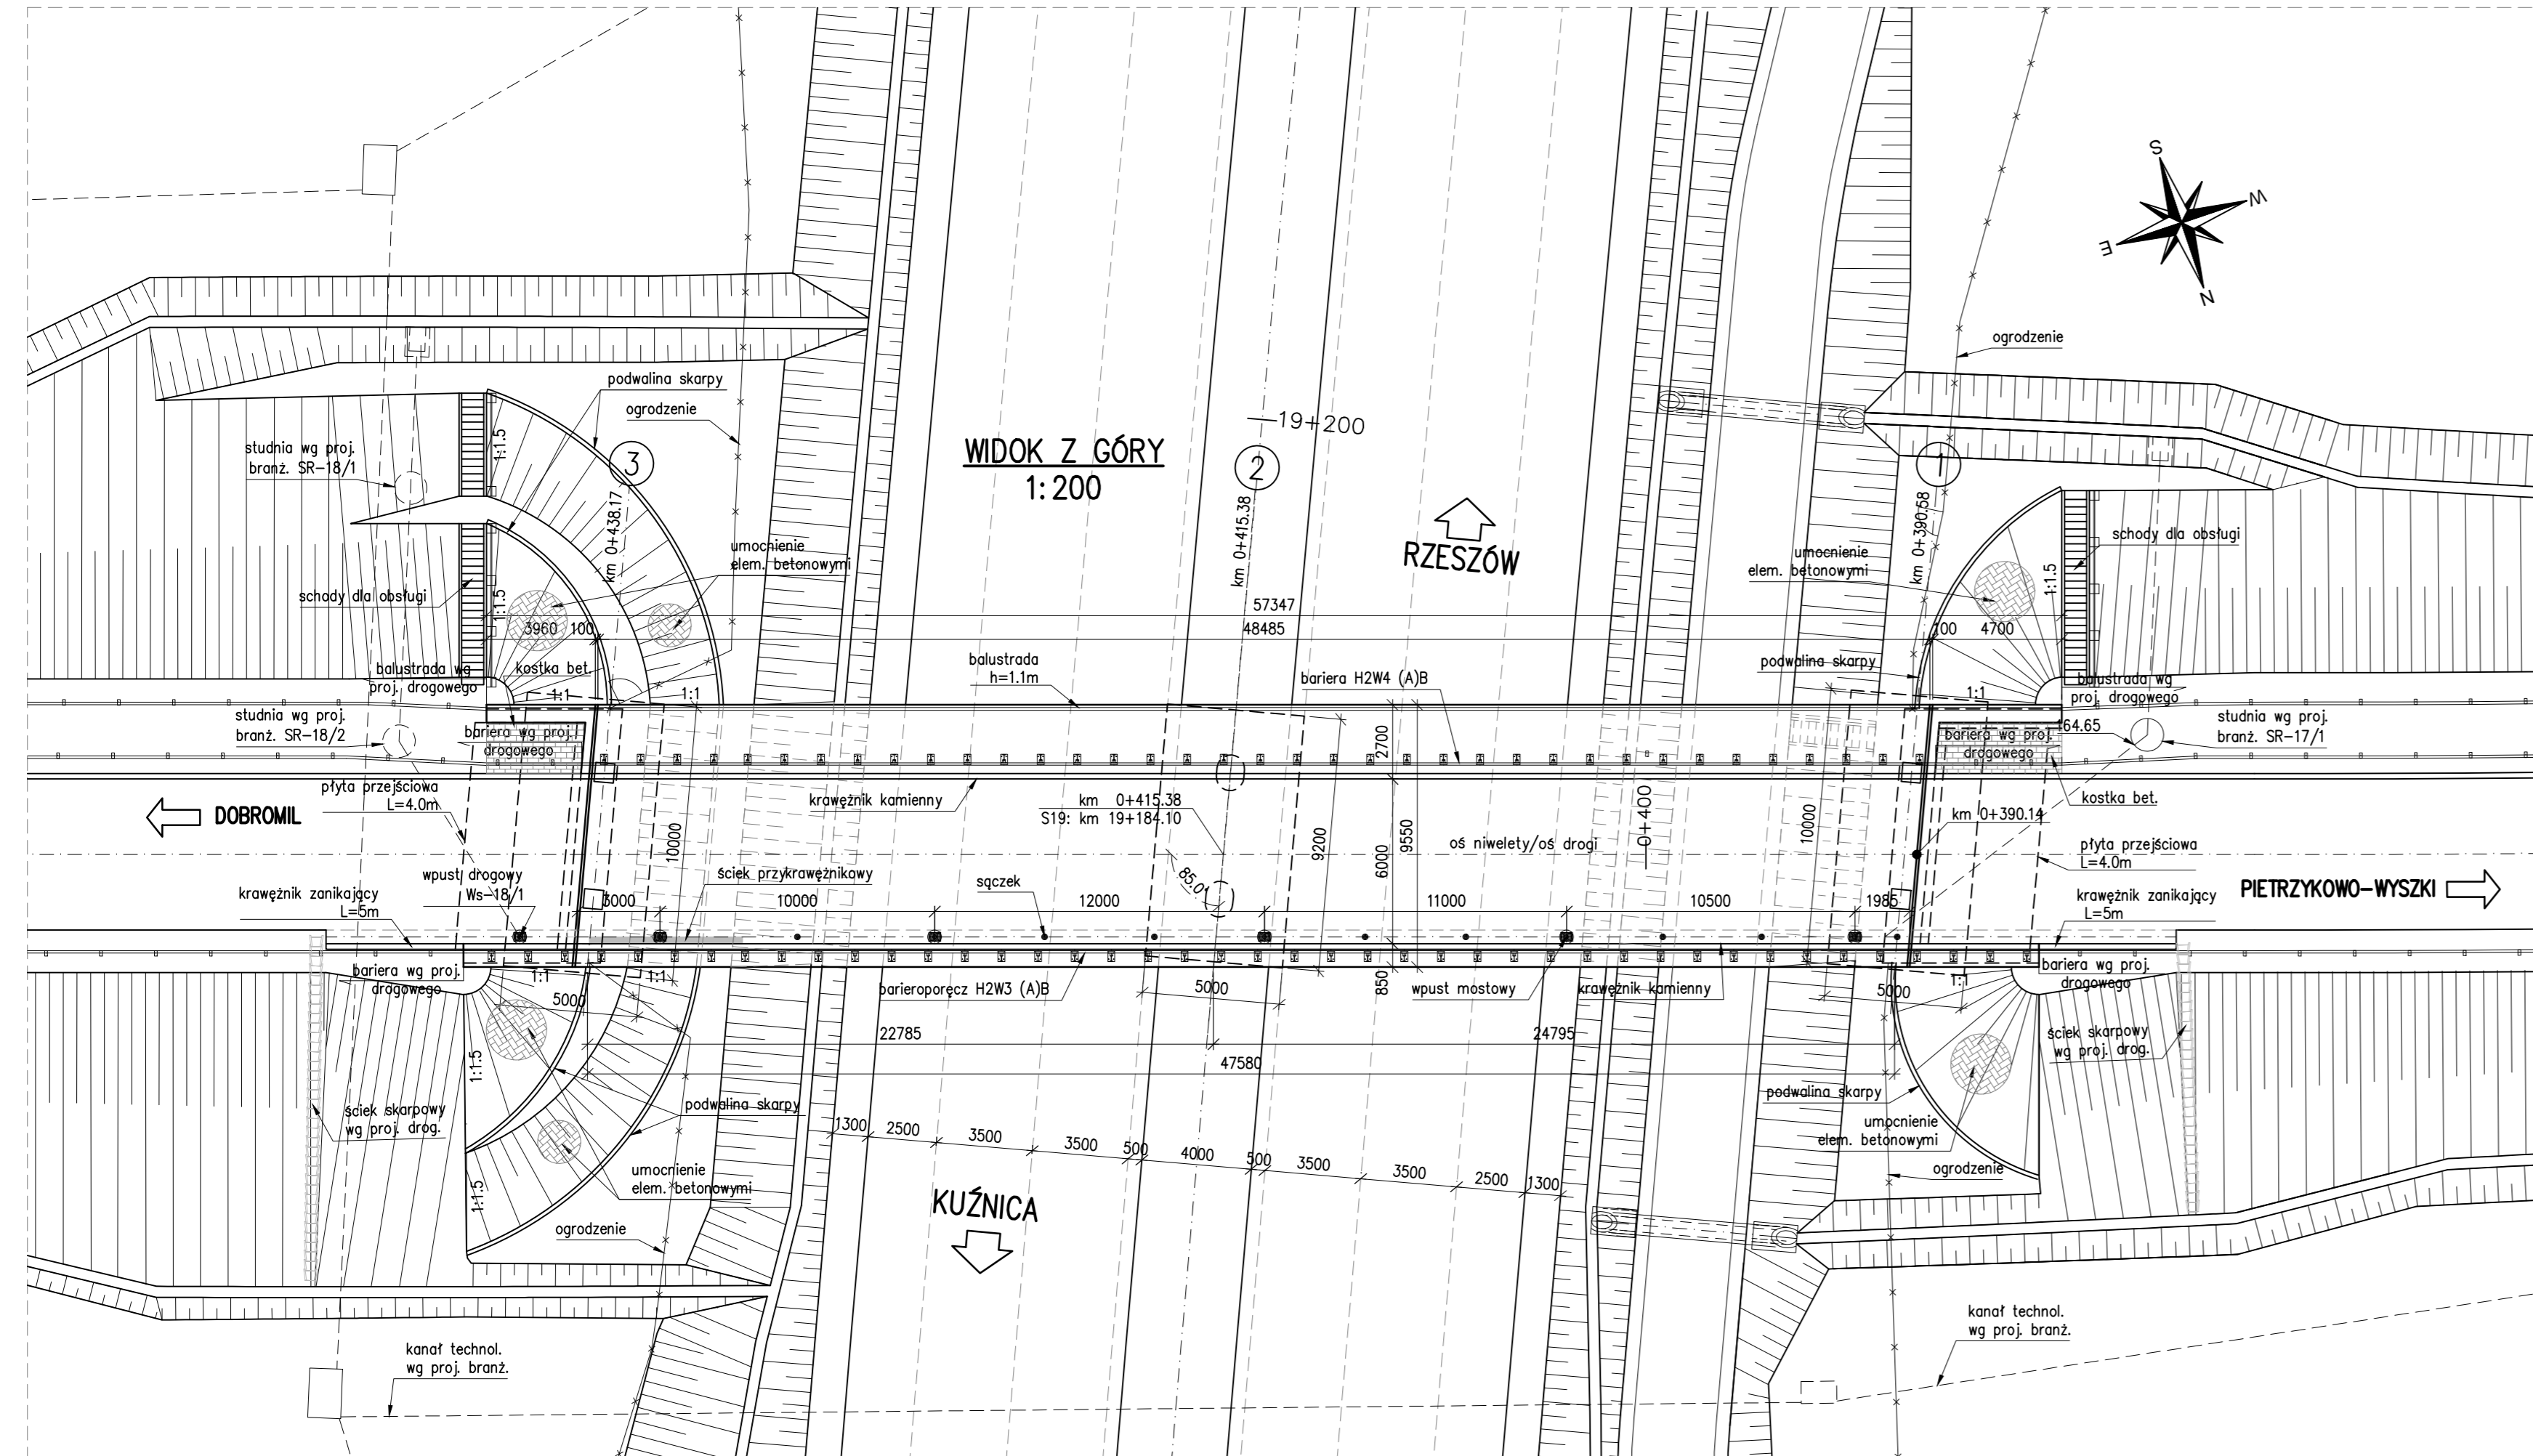 S
W
E
N
ogrodzenie
podwalina skarpy
ogrodzenie
19+200
WIDOK Z GÓRY
1:200
studnia wg proj.
branż. SR-18/1
1:1.5
3
2
1
km 0+438.17
km 0+415.38
km 0+390.58
RZESZÓW
umocnienie
elem. betonowymi
umocnienie
elem. betonowymi
schody dla obsługi
1:1.5
schody dla obsługi
1:1.5
57347
3960
100
48485
100
4700
balustrada wg
proj. drogowego
kostka bet.
1:1
1:1
balustrada
h=1.1m
bariera H2W4 (A)B
podwalina skarpy
1:1
balustrada wg
proj. drogowego
studnia wg proj.
branż. SR-18/2
bariera wg proj.
drogowego
2700
bariera wg proj.
drogowego
164.65
studnia wg proj.
branż. SR-17/1
płyta przejściowa
L=4.0m
krawężnik kamienny
km 0+415.38
S19: km 19+184.10
kostka bet.
DOBROMIL
10000
9200
6000
9550
oś niwelety/oś drogi
0+400
10000
km 0+390.14
płyta przejściowa
L=4.0m
wpust drogowy
Ws-18/1
ściek przykrawężnikowy
sączek
85.01
krawężnik zanikający
L=5m
3000
10000
12000
11000
10500
1985
krawężnik zanikający
L=5m
PIETRZYKOWO-WYSZKI
bariera wg proj.
drogowego
1:1
1:1
5000
barieroporęcz H2W3 (A)B
5000
850
wpust mostowy
krawężnik kamienny
5000
1:1
bariera wg proj.
drogowego
22785
24795
47580
ściek skarpowy
wg proj. drog.
1:1.5
ściek skarpowy
wg proj. drog.
podwalina skarpy
podwalina skarpy
1300
2500
3500
3500
500
4000
500
3500
3500
2500
1300
umocnienie
elem. betonowymi
umocnienie
elem. betonowymi
ogrodzenie
1:1.5
KUŹNICA
ogrodzenie
kanał technol.
wg proj. branż.
kanał technol.
wg proj. branż.